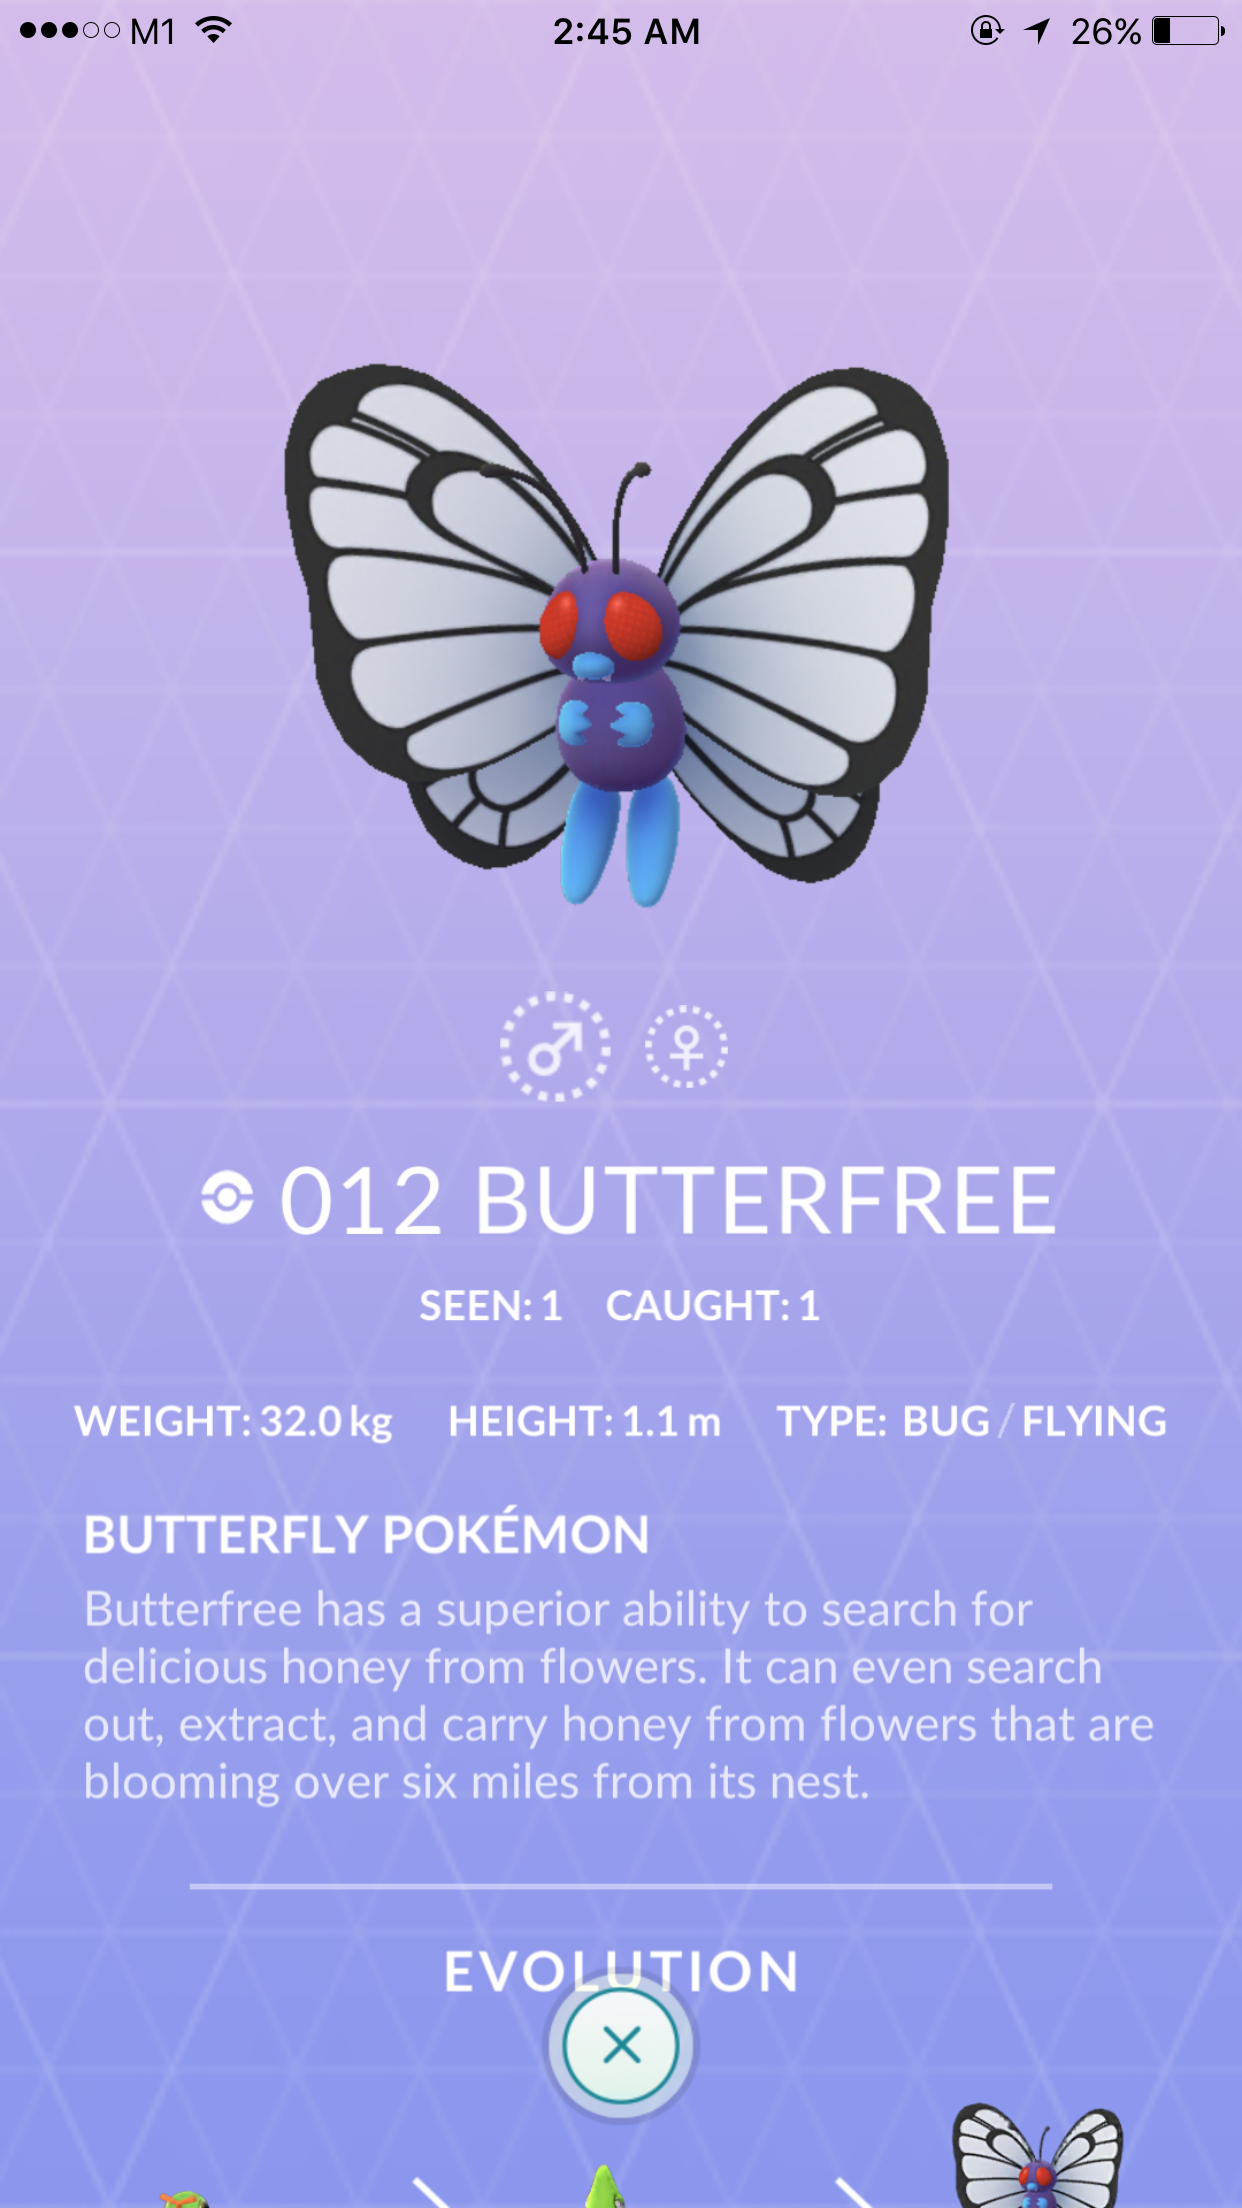 M1 2:45 AM 26%
012 BUTTERFREE
SEEN: 1 CAUGHT: 1
WEIGHT: 32.0 kg HEIGHT: 1.1 m TYPE: BUG / FLYING
BUTTERFLY POKÉMON
Butterfree has a superior ability to search for
delicious honey from flowers. It can even search
out, extract, and carry honey from flowers that are
blooming over six miles from its nest.
EVOLUTION